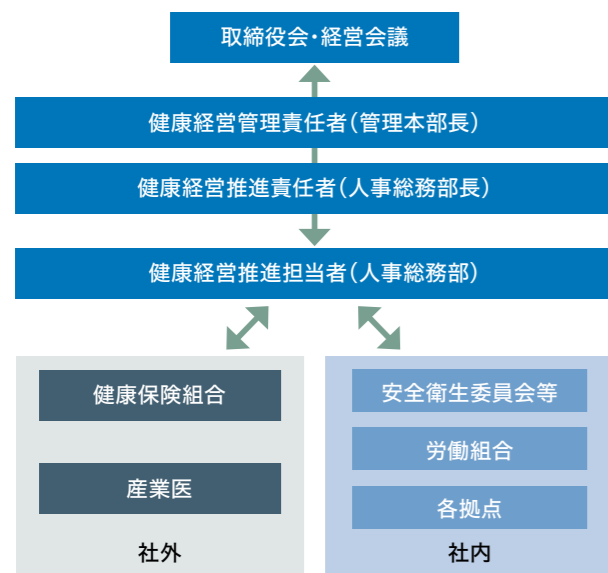 取締役会・経営会議
健康経営管理責任者(管理本部長)
健康経営推進責任者(人事総務部長)
健康経営推進担当者(人事総務部)
健康保険組合
産業医
社外
安全衛生委員会等
労働組合
各拠点
社内